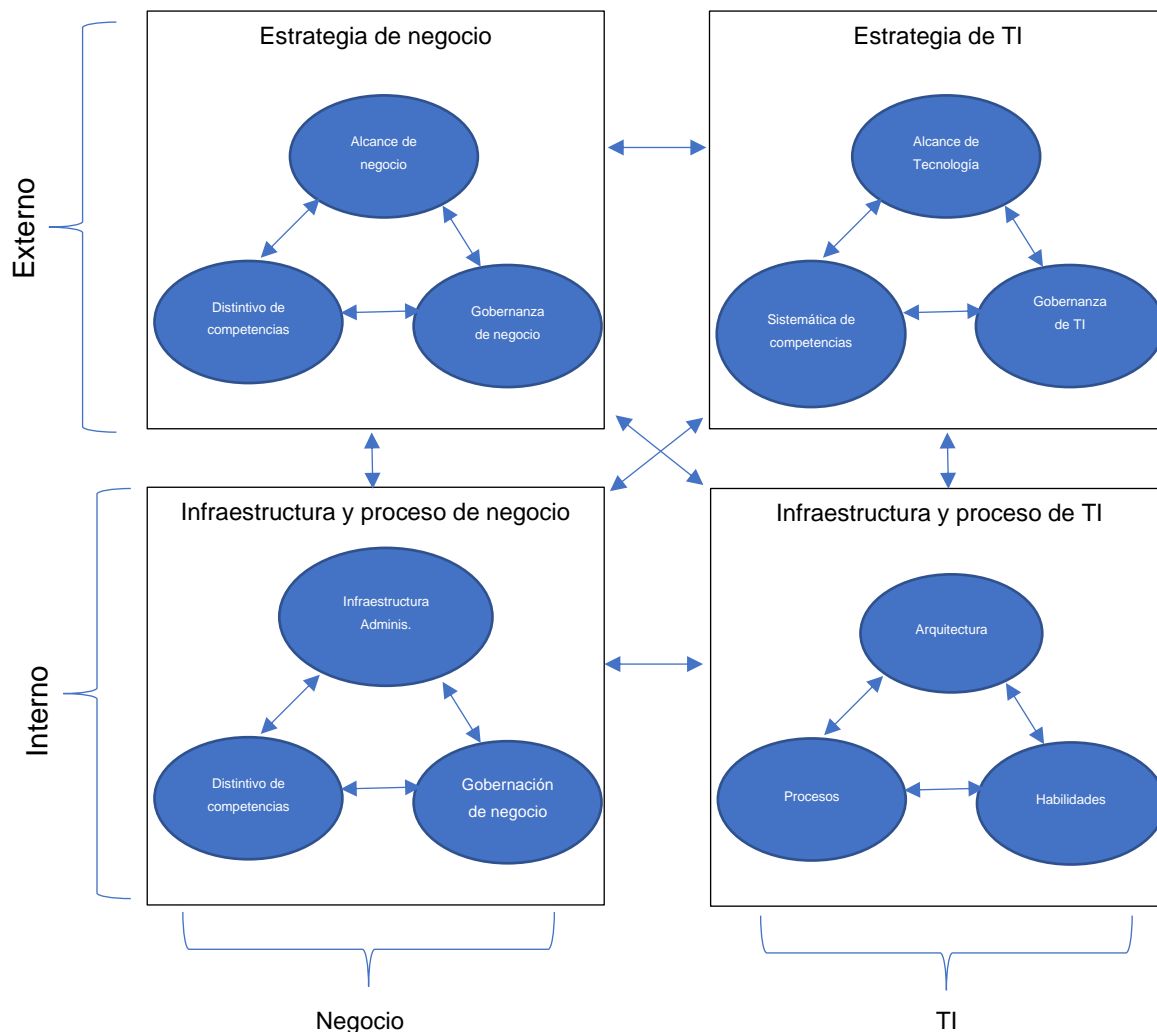 Estrategia de negocio
Estrategia de TI
Alcance de
negocio
Alcance de
Tecnología
Externo
Distintivo de
competencias
Gobernanza
de negocio
Sistemática de
competencias
Gobernanza
de TI
Infraestructura y proceso de negocio
Infraestructura y proceso de TI
Infraestructura
Adminis.
Arquitectura
Interno
Distintivo de
competencias
Gobernación
de negocio
Procesos
Habilidades
Negocio
TI